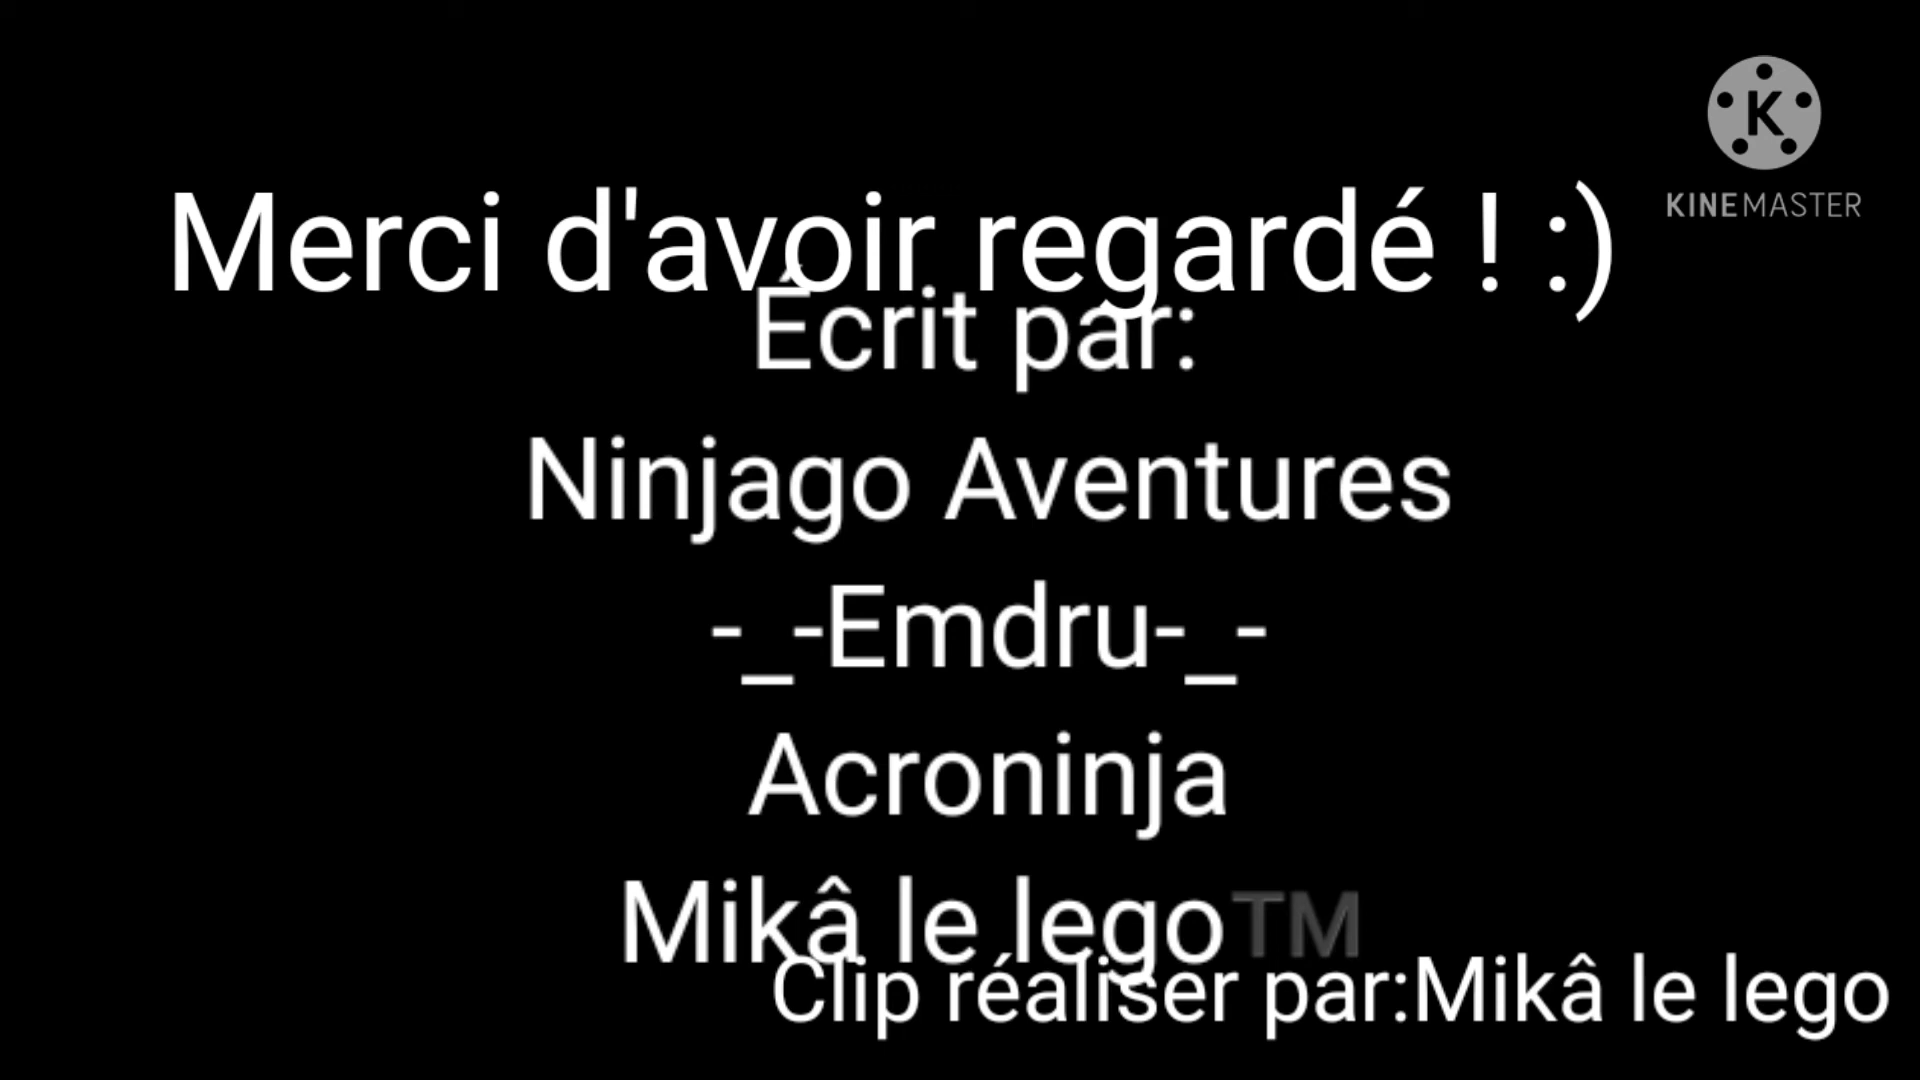 K
KINEMASTER
Merci d'avoir regardé ! :)
Écrit par:
Ninjago Aventures
-_-Emdru-_-
Acroninja
Mikâ le lego™
Clip réaliser par:Mikâ le lego